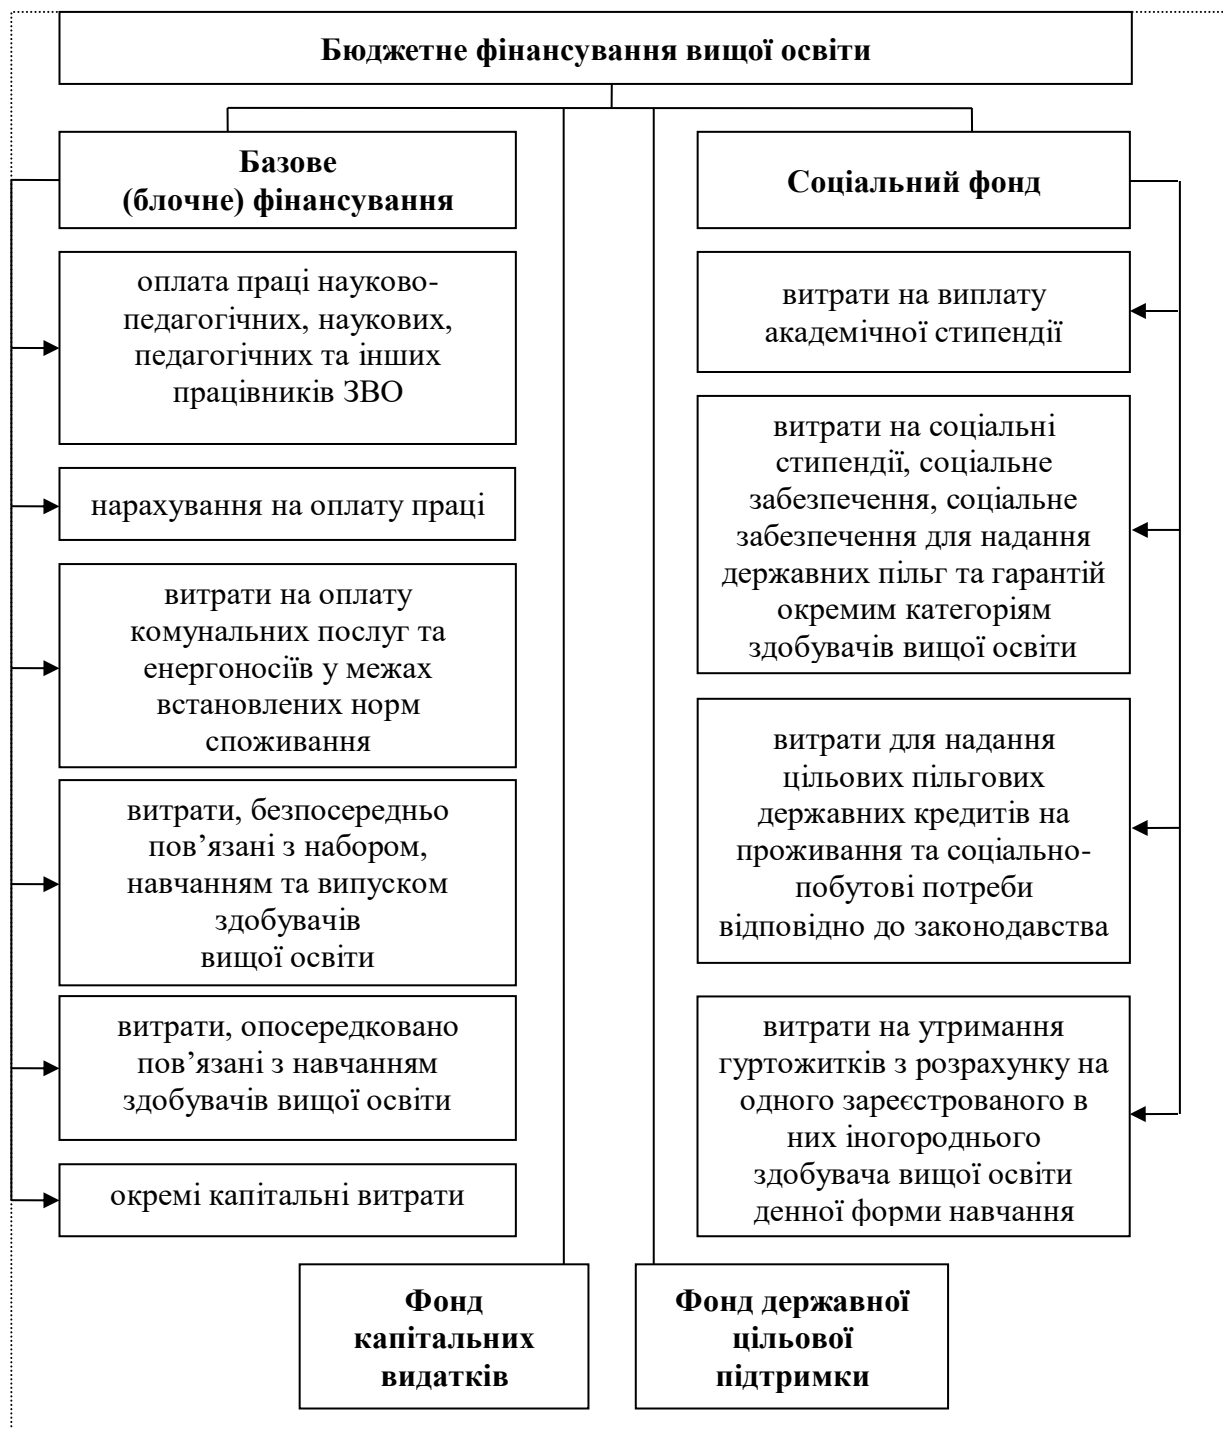 Бюджетне фінансування вищої освіти
Базове
(блочне) фінансування
оплата праці науково-
педагогічних, наукових,
педагогічних та інших
працівників ЗВО
нарахування на оплату праці
витрати на оплату
комунальних послуг та
енергоносіїв у межах
встановлених норм
споживання
витрати, безпосередньо
пов’язані з набором,
навчанням та випуском
здобувачів
вищої освіти
витрати, опосередковано
пов’язані з навчанням
здобувачів вищої освіти
окремі капітальні витрати
Соціальний фонд
витрати на виплату
академічної стипендії
витрати на соціальні
стипендії, соціальне
забезпечення, соціальне
забезпечення для надання
державних пільг та гарантій
окремим категоріям
здобувачів вищої освіти
витрати для надання
цільових пільгових
державних кредитів на
проживання та соціально-
побутові потреби
відповідно до законодавства
витрати на утримання
гуртожитків з розрахунку на
одного зареєстрованого в
них іногороднього
здобувача вищої освіти
денної форми навчання
Фонд
капітальних
видатків
Фонд державної
цільової
підтримки